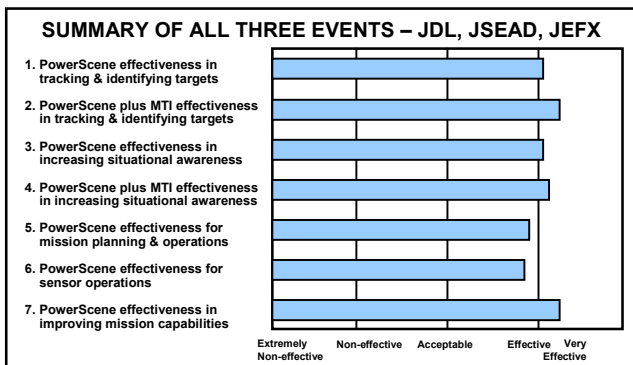 SUMMARY OF ALL THREE EVENTS – JDL, JSEAD, JEFX
1. PowerScene effectiveness in
tracking & identifying targets
2. PowerScene plus MTI effectiveness
in tracking & identifying targets
3. PowerScene effectiveness in
increasing situational awareness
4. PowerScene plus MTI effectiveness
in increasing situational awareness
5. PowerScene effectiveness for
mission planning & operations
6. PowerScene effectiveness for
sensor operations
7. PowerScene effectiveness in
improving mission capabilities
Extremely
Non-effective
Non-effective
Acceptable
Effective
Very
Effective